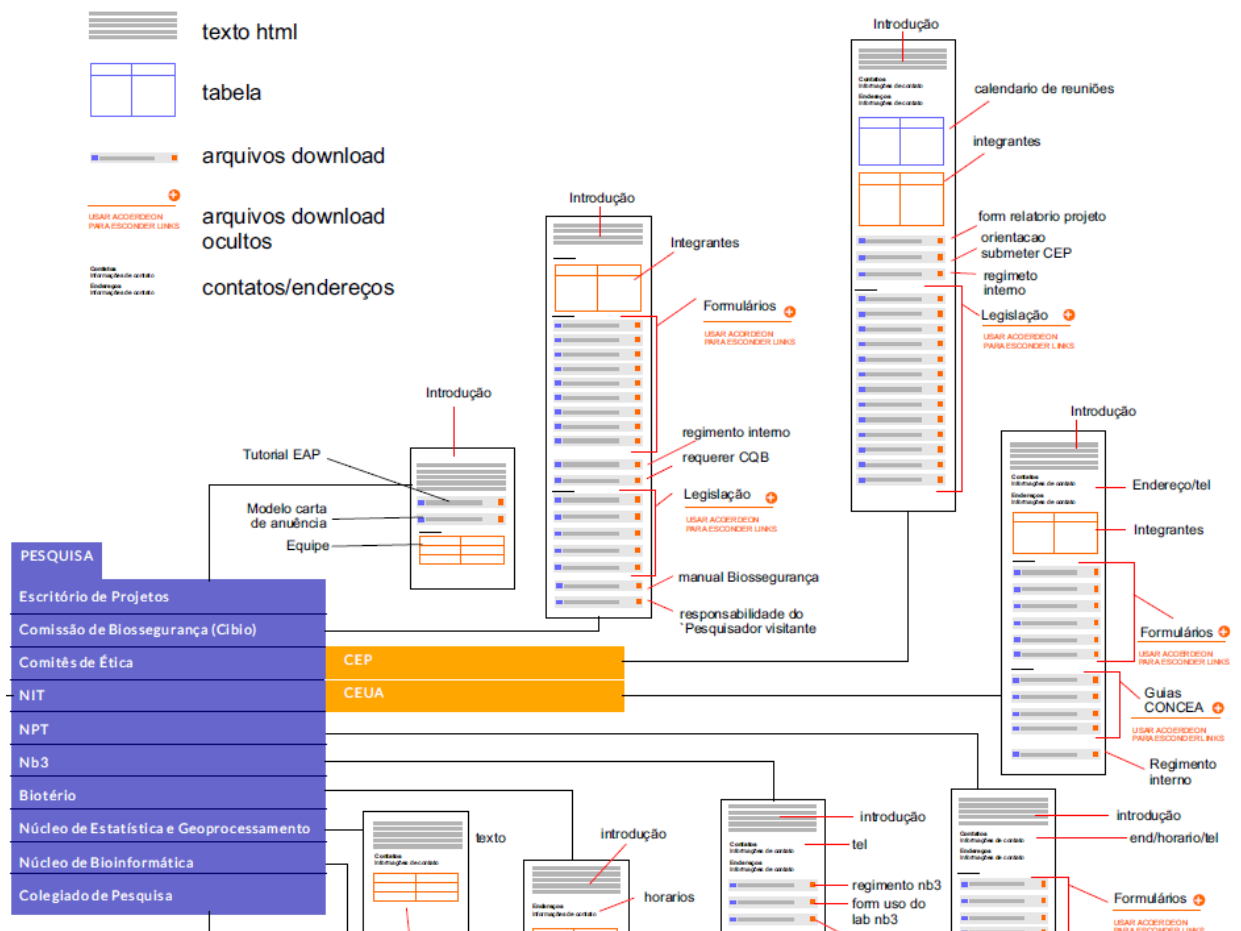 texto html
tabela
arquivos download
USAR ACOERDEON
PARA ESCONDER LINKS
arquivos download
ocultos
Contatos
Informações de contato
Endereços
Informações de contato
contatos/endereços
Introdução
Tutorial EAP
Modelo carta
de anuência
Equipe
Introdução
Integrantes
Formulários
USAR ACORDEON
PARA ESCONDER LINKS
regimento interno
requerer CQB
Legislação
USAR ACOERDEON
PARA ESCONDER LINKS
manual Biossegurança
responsabilidade do
`Pesquisador visitante
Introdução
Contatos
Informações de contato
Endereços
Informações de contato
calendario de reuniões
integrantes
form relatorio projeto
orientacao
submeter CEP
regimeto
interno
Legislação
USAR ACOERDEON
PARA ESCONDER LINKS
Introdução
Contatos
Informações de contato
Endereços
Informações de contato
Endereço/tel
Integrantes
Formulários
USAR ACOERDEON
PARA ESCONDER LINKS
Guias
CONCEA
USAR ACOERDEON
PARA ESCONDER LINKS
Regimento
interno
PESQUISA
Escritório de Projetos
Comissão de Biossegurança (Cibio)
Comitês de Ética
CEP
NIT
CEUA
NPT
Nb3
Biotério
Núcleo de Estatística e Geoprocessamento
Núcleo de Bioinformática
Colegiado de Pesquisa
texto
Contatos
Informações de contato
introdução
Endereços
Informações de contato
horarios
introdução
Contatos
Informações de contato
tel
Endereços
Informações de contato
regimento nb3
form uso do
lab nb3
introdução
Contatos
Informações de contato
end/horario/tel
Endereços
Informações de contato
Formulários
USAR ACOERDEON
PARA ESCONDER LINKS